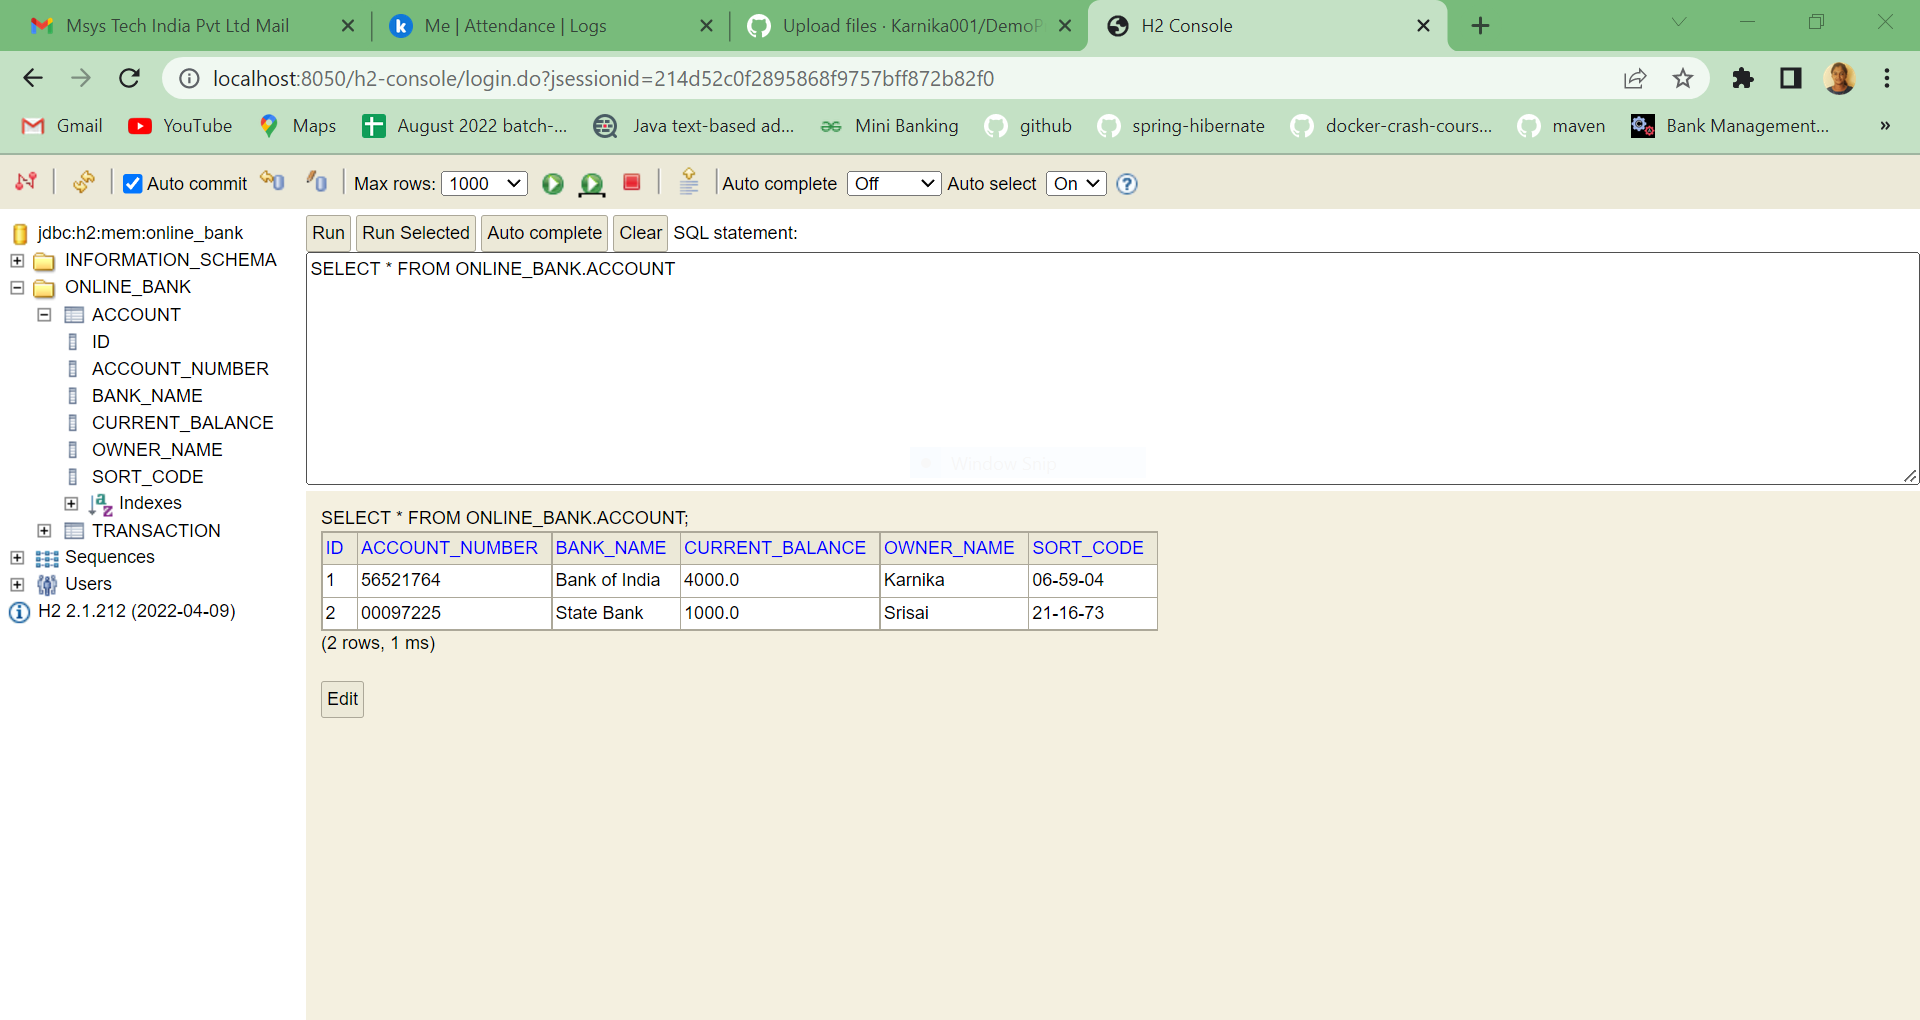 Msys Tech India Pvt Ltd Mail
Me | Attendance | Logs
Upload files · Karnika001/DemoP
H2 Console
localhost:8050/h2-console/login.do?jsessionid=214d52c0f2895868f9757bff872b82f0
Gmail
YouTube
Maps
August 2022 batch-...
Java text-based ad...
Mini Banking
github
spring-hibernate
docker-crash-cours...
maven
Bank Management...
»
Auto commit
Max rows: 1000
Auto complete Off
Auto select On
jdbc:h2:mem:online_bank
INFORMATION_SCHEMA
ONLINE_BANK
ACCOUNT
ID
ACCOUNT_NUMBER
BANK_NAME
CURRENT_BALANCE
OWNER_NAME
SORT_CODE
Indexes
TRANSACTION
Sequences
Users
H2 2.1.212 (2022-04-09)
Run Run Selected Auto complete Clear SQL statement:
SELECT * FROM ONLINE_BANK.ACCOUNT
Window Snip
SELECT * FROM ONLINE_BANK.ACCOUNT;
ID ACCOUNT_NUMBER BANK_NAME CURRENT_BALANCE OWNER_NAME SORT_CODE
1 56521764 Bank of India 4000.0 Karnika 06-59-04
2 00097225 State Bank 1000.0 Srisai 21-16-73
(2 rows, 1 ms)
Edit